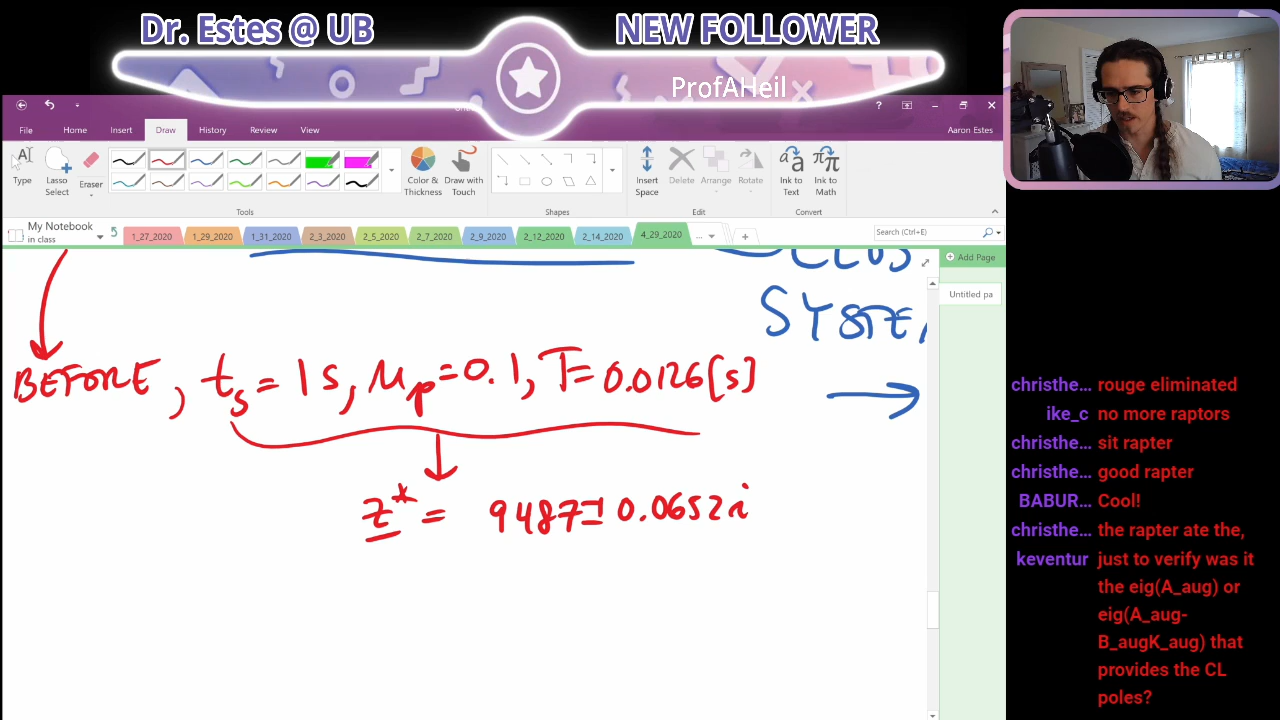 Dr. Estes @ UB
NEW FOLLOWER
ProfAHeil
Aaron Estes
File Home Insert Draw History Review View
Type
Lasso Select
Eraser
Color & Thickness
Draw with Touch
Insert Space
Delete
Arrange
Rotate
Ink to Text
Ink to Math
Tools
Shapes
Edit
Convert
My Notebook
in class
1_27_2020 1_29_2020 1_31_2020 2_3_2020 2_5_2020 2_7_2020 2_9_2020 2_12_2020 2_14_2020 4_29_2020 ...
Search (Ctrl+E)
Add Page
Untitled pa
SYSTE
BEFORE, ts = 1 s, Mp = 0.1, T = 0.0126 [s]
z* = 9487 ± 0.0652 i
christhe... rouge eliminated
ike_c no more raptors
christhe... sit rapter
christhe... good rapter
BABUR... Cool!
christhe... the rapter ate the,
keventur just to verify was it
the eig(A_aug) or
eig(A_aug-
B_augK_aug) that
provides the CL
poles?